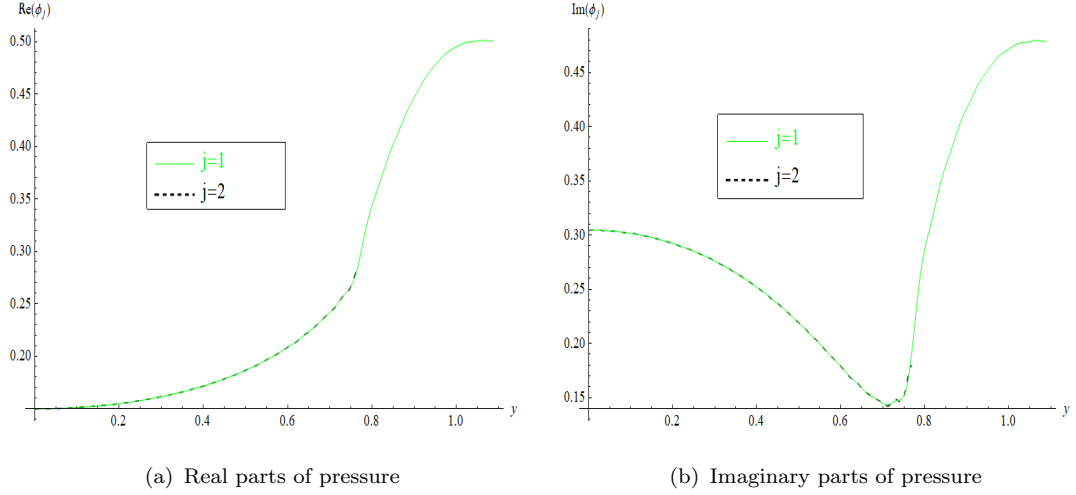 Re(ϕj)
0.50
0.45
0.40
0.35
0.30
0.25
0.20
0.2 0.4 0.6 0.8 1.0 y
j=1
j=2
(a) Real parts of pressure
Im(ϕj)
0.45
0.40
0.35
0.30
0.25
0.20
0.15
0.2 0.4 0.6 0.8 1.0 y
j=1
j=2
(b) Imaginary parts of pressure